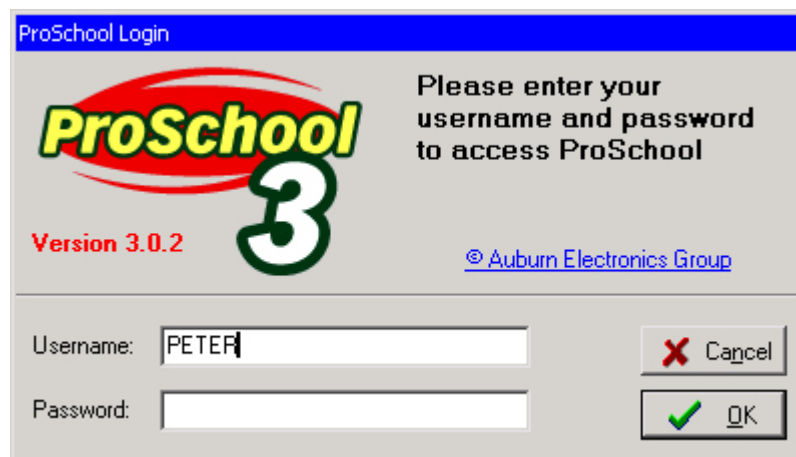 ProSchool Login
ProSchool
3
Please enter your
username and password
to access ProSchool
Version 3.0.2
© Auburn Electronics Group
Username: PETER
Cancel
Password:
OK